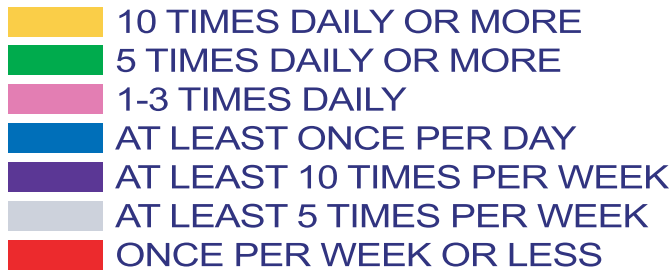 10 TIMES DAILY OR MORE
5 TIMES DAILY OR MORE
1-3 TIMES DAILY
AT LEAST ONCE PER DAY
AT LEAST 10 TIMES PER WEEK
AT LEAST 5 TIMES PER WEEK
ONCE PER WEEK OR LESS